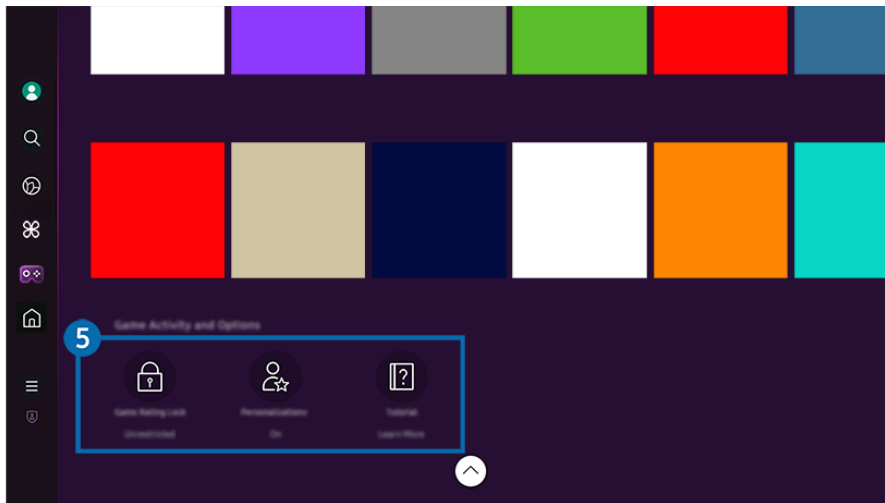 Game Activity and Options
5
Game Rating Lock
Personalizations
Tutorial
Unrestricted
On
Learn More